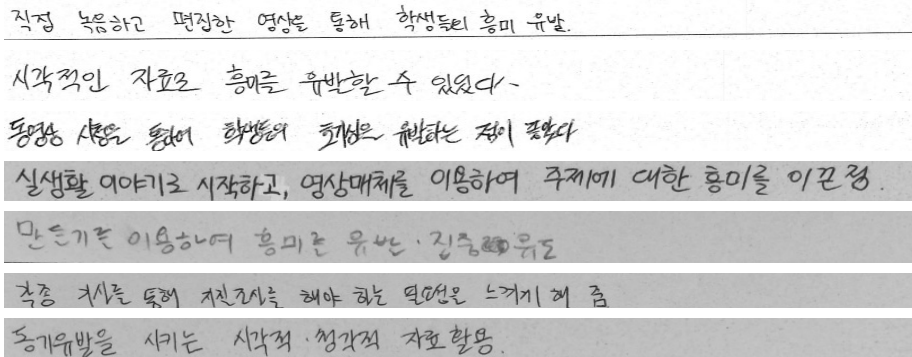 직접 녹음하고 편집한 영상을 통해 학생들의 흥미 유발.
시각적인 자료로 흥미를 유발할 수 있었다.
동영상 시청을 통하여 학생들의 호기심을 유발하는 점이 좋았다
실생활 이야기로 시작하고, 영상매체를 이용하여 주제에 대한 흥미를 이끈점.
만들기를 이용하여 흥미를 유발·집중 유도
각종 기사를 통해 지진조사를 해야 하는 필요성을 느끼게 해 줌
동기유발을 시키는 시각적·청각적 자료 활용.